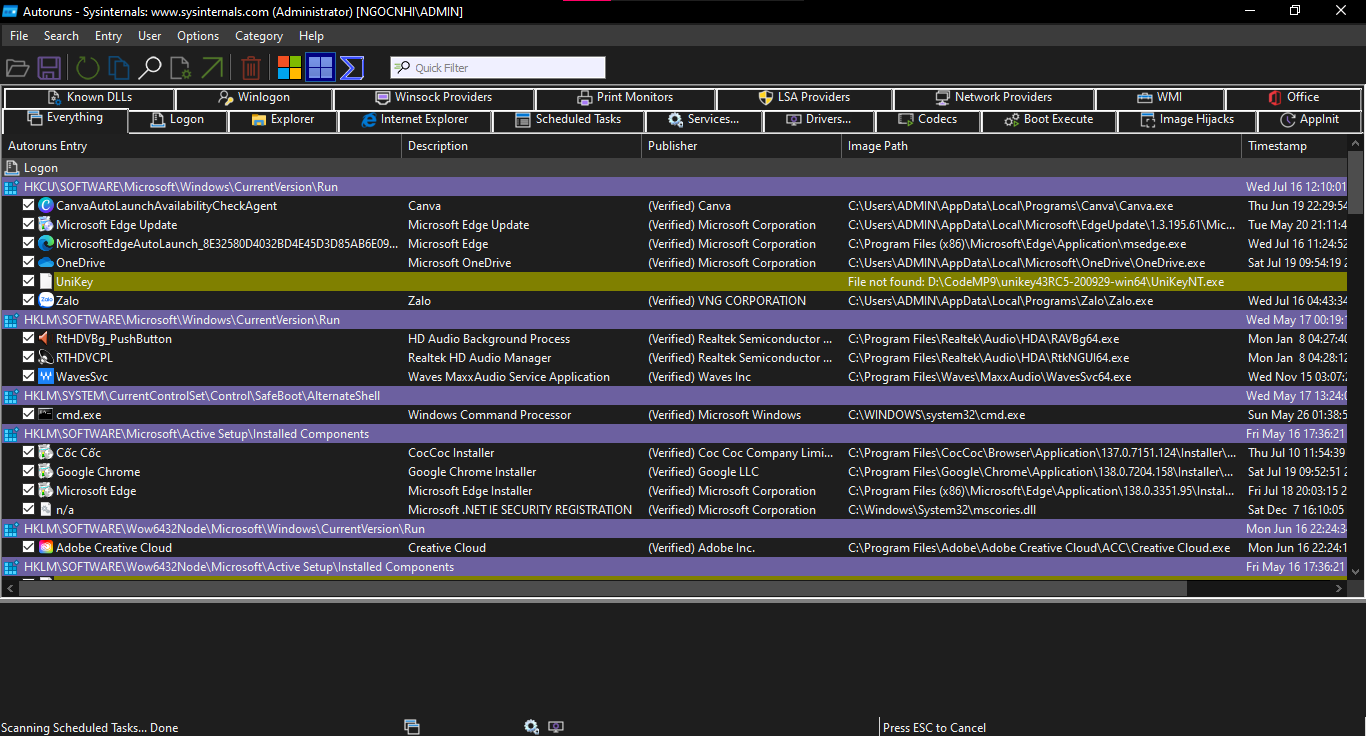 Autoruns - Sysinternals: www.sysinternals.com (Administrator) [NGOCNHI\ADMIN]
File Search Entry User Options Category Help
Quick Filter
Known DLLs Winlogon Winsock Providers Print Monitors LSA Providers Network Providers WMI Office
Everything Logon Explorer Internet Explorer Scheduled Tasks Services... Drivers... Codecs Boot Execute Image Hijacks AppInit
Autoruns Entry Description Publisher Image Path Timestamp
Logon
HKCU\SOFTWARE\Microsoft\Windows\CurrentVersion\Run Wed Jul 16 12:10:01
CanvaAutoLaunchAvailabilityCheckAgent Canva (Verified) Canva C:\Users\ADMIN\AppData\Local\Programs\Canva\Canva.exe Thu Jun 19 22:29:54
Microsoft Edge Update Microsoft Edge Update (Verified) Microsoft Corporation C:\Users\ADMIN\AppData\Local\Microsoft\EdgeUpdate\1.3.195.61\Mic... Tue May 20 21:11:4
MicrosoftEdgeAutoLaunch_8E32580D4032BD4E45D3D85AB6E09... Microsoft Edge (Verified) Microsoft Corporation C:\Program Files (x86)\Microsoft\Edge\Application\msedge.exe Wed Jul 16 11:24:52
OneDrive Microsoft OneDrive (Verified) Microsoft Corporation C:\Users\ADMIN\AppData\Local\Microsoft\OneDrive\OneDrive.exe Sat Jul 19 09:54:19 2
UniKey File not found: D:\CodeMP9\unikey43RC5-200929-win64\UniKeyNT.exe
Zalo Zalo (Verified) VNG CORPORATION C:\Users\ADMIN\AppData\Local\Programs\Zalo\Zalo.exe Wed Jul 16 04:43:34
HKLM\SOFTWARE\Microsoft\Windows\CurrentVersion\Run Wed May 17 00:19:
RtHDVBg_PushButton HD Audio Background Process (Verified) Realtek Semiconductor ... C:\Program Files\Realtek\Audio\HDA\RAVBg64.exe Mon Jan 8 04:27:40
RTHDVCPL Realtek HD Audio Manager (Verified) Realtek Semiconductor ... C:\Program Files\Realtek\Audio\HDA\RtkNGUI64.exe Mon Jan 8 04:28:12
WavesSvc Waves MaxxAudio Service Application (Verified) Waves Inc C:\Program Files\Waves\MaxxAudio\WavesSvc64.exe Wed Nov 15 03:07:
HKLM\SYSTEM\CurrentControlSet\Control\SafeBoot\AlternateShell Wed May 17 13:24:0
cmd.exe Windows Command Processor (Verified) Microsoft Windows C:\WINDOWS\system32\cmd.exe Sun May 26 01:38:5
HKLM\SOFTWARE\Microsoft\Active Setup\Installed Components Fri May 16 17:36:21
Cốc Cốc CocCoc Installer (Verified) Coc Coc Company Limi... C:\Program Files\CocCoc\Browser\Application\137.0.7151.124\Installer\... Thu Jul 10 11:54:39
Google Chrome Google Chrome Installer (Verified) Google LLC C:\Program Files\Google\Chrome\Application\138.0.7204.158\Installer\... Sat Jul 19 09:52:51 2
Microsoft Edge Microsoft Edge Installer (Verified) Microsoft Corporation C:\Program Files (x86)\Microsoft\Edge\Application\138.0.3351.95\Instal... Fri Jul 18 20:03:15 2
n/a Microsoft .NET IE SECURITY REGISTRATION (Verified) Microsoft Corporation C:\Windows\System32\mscories.dll Sat Dec 7 16:10:05
HKLM\SOFTWARE\Wow6432Node\Microsoft\Windows\CurrentVersion\Run Mon Jun 16 22:24:3
Adobe Creative Cloud Creative Cloud (Verified) Adobe Inc. C:\Program Files\Adobe\Adobe Creative Cloud\ACC\Creative Cloud.exe Mon Jun 16 22:24:1
HKLM\SOFTWARE\Wow6432Node\Microsoft\Active Setup\Installed Components Fri May 16 17:36:21
Scanning Scheduled Tasks... Done Press ESC to Cancel